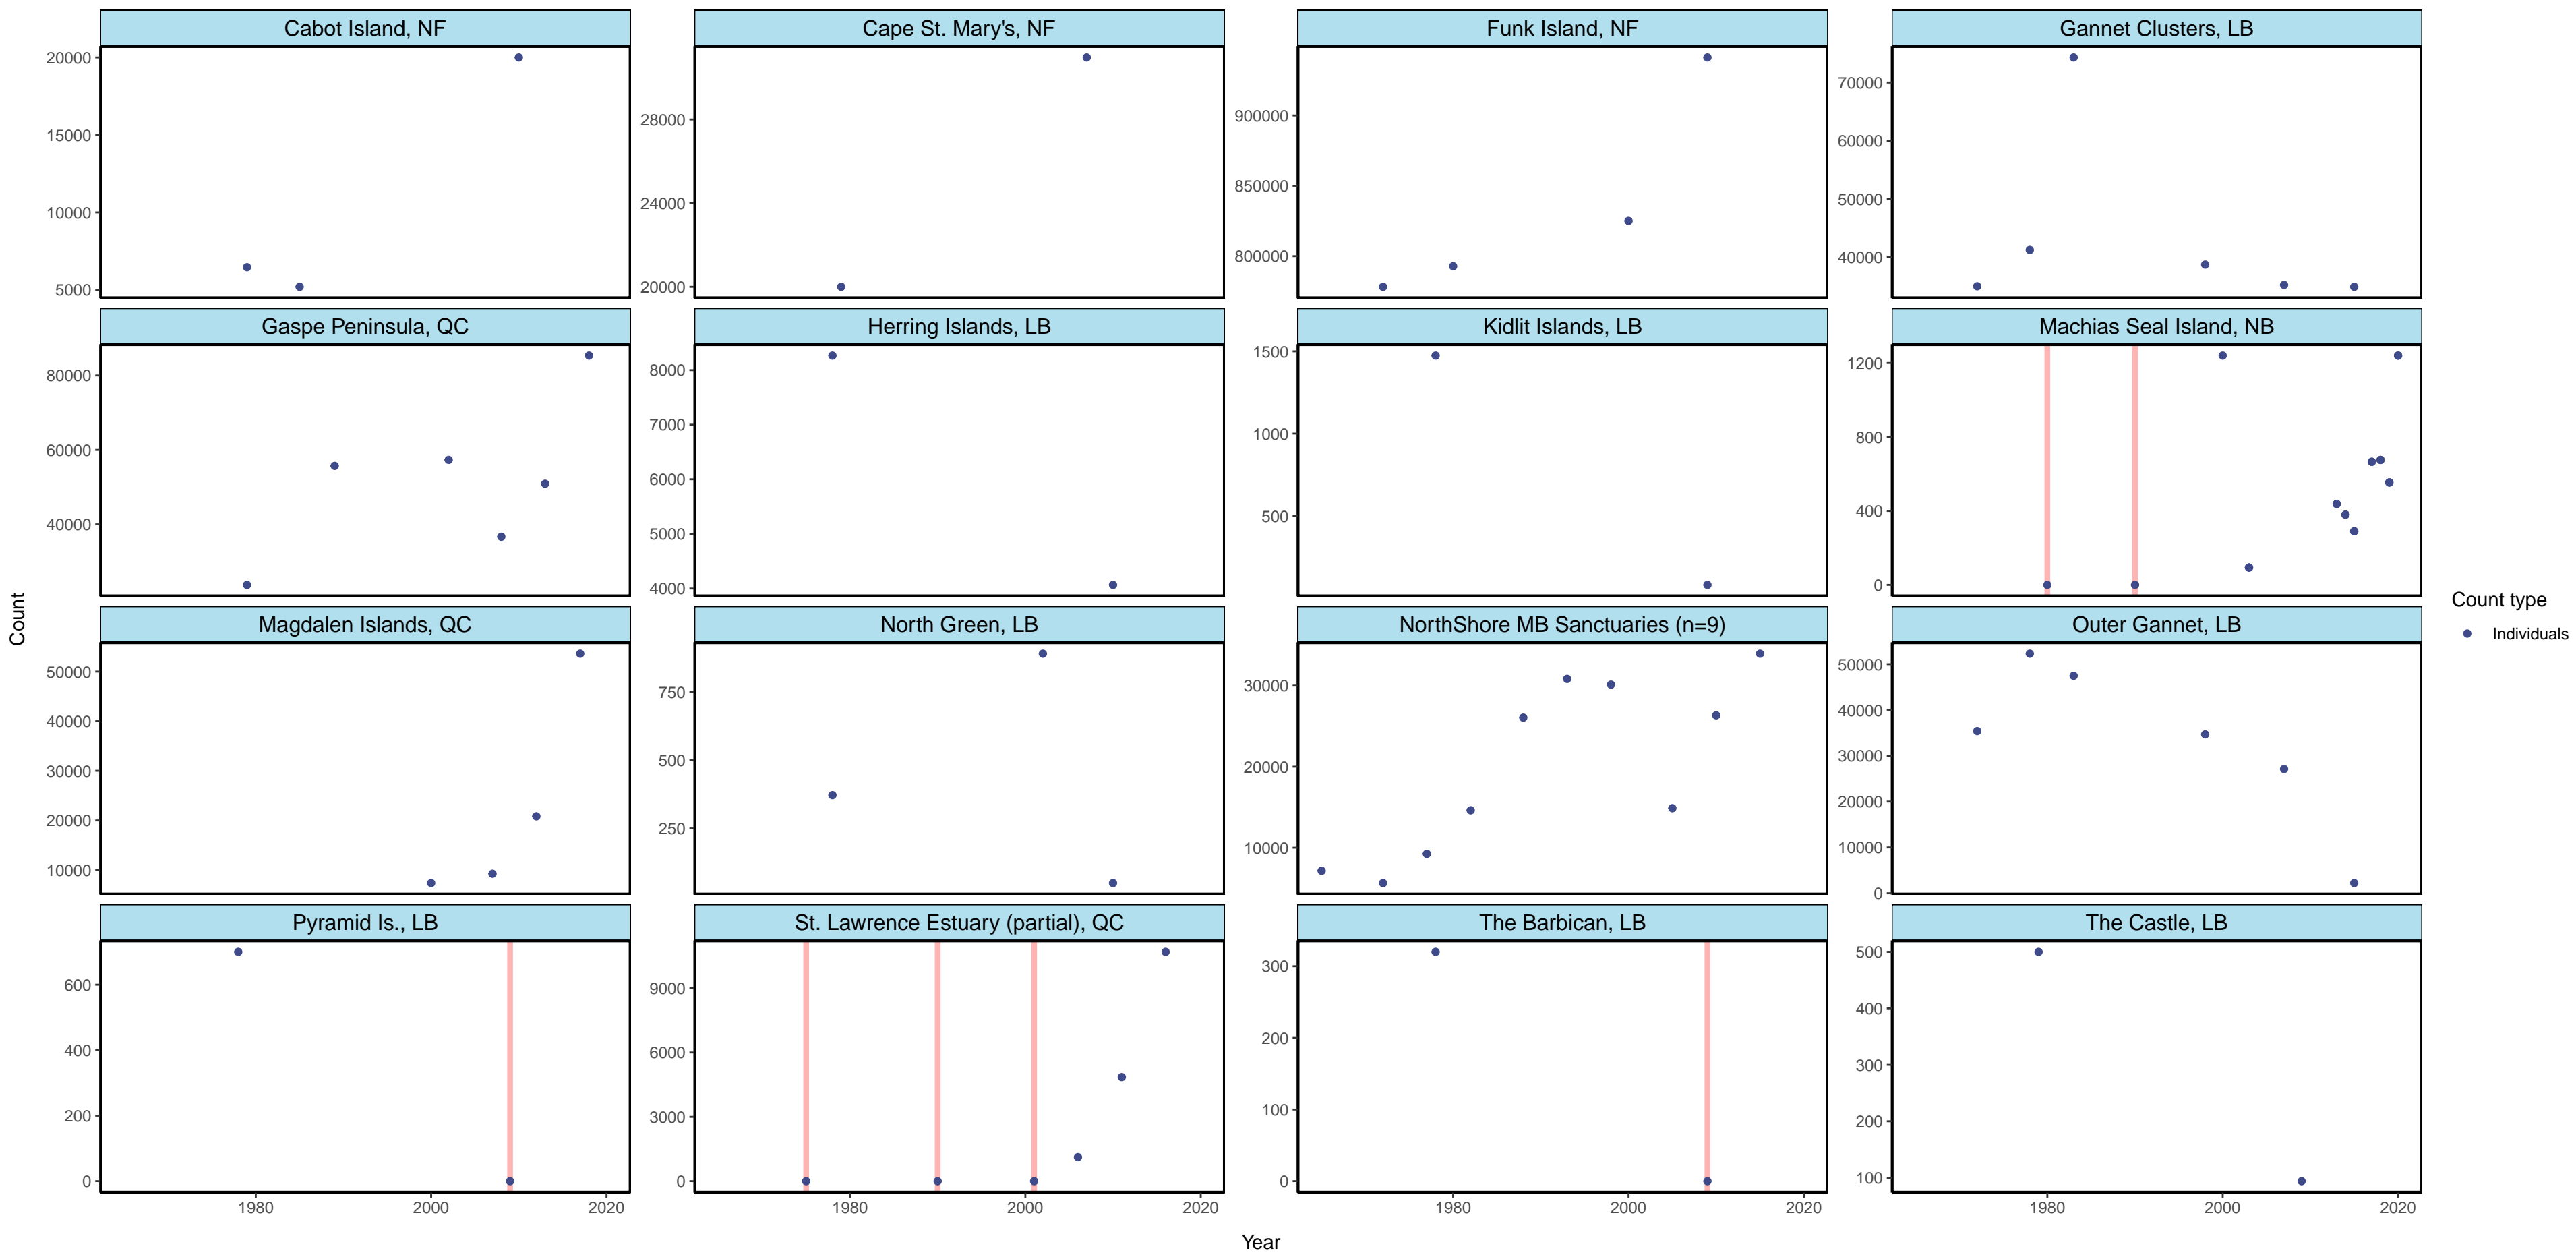 Cabot Island, NF
Cape St. Mary's, NF
Funk Island, NF
Gannet Clusters, LB
20000
15000
10000
5000
28000
24000
20000
900000
850000
800000
70000
60000
50000
40000
Gaspe Peninsula, QC
Herring Islands, LB
Kidlit Islands, LB
Machias Seal Island, NB
80000
60000
40000
8000
7000
6000
5000
4000
1500
1000
500
1200
800
400
0
Count
Magdalen Islands, QC
North Green, LB
NorthShore MB Sanctuaries (n=9)
Outer Gannet, LB
50000
40000
30000
20000
10000
750
500
250
30000
20000
10000
50000
40000
30000
20000
10000
0
Count type
Individuals
Pyramid Is., LB
St. Lawrence Estuary (partial), QC
The Barbican, LB
The Castle, LB
600
400
200
0
9000
6000
3000
0
300
200
100
0
500
400
300
200
100
1980 2000 2020
1980 2000 2020
1980 2000 2020
1980 2000 2020
Year